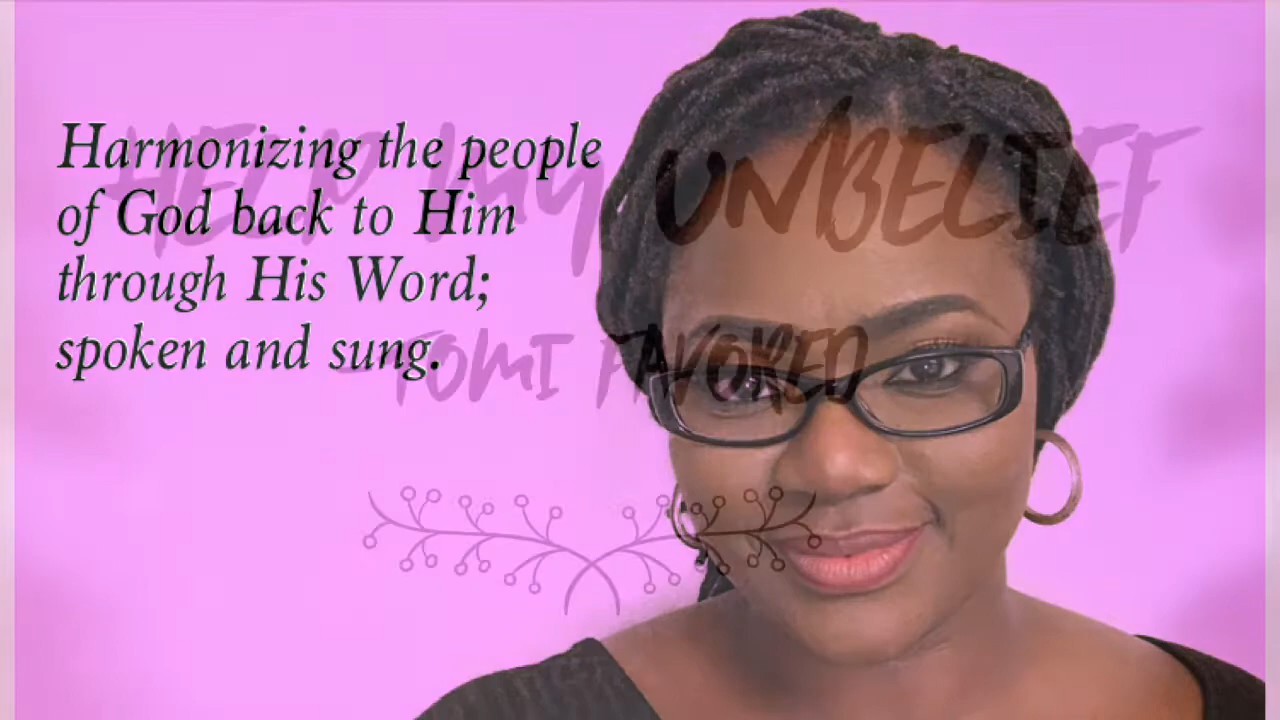 Harmonizing the people
of God back to Him
through His Word;
spoken and sung.
HELP My UNBELIEF
-TOMI FAVORED